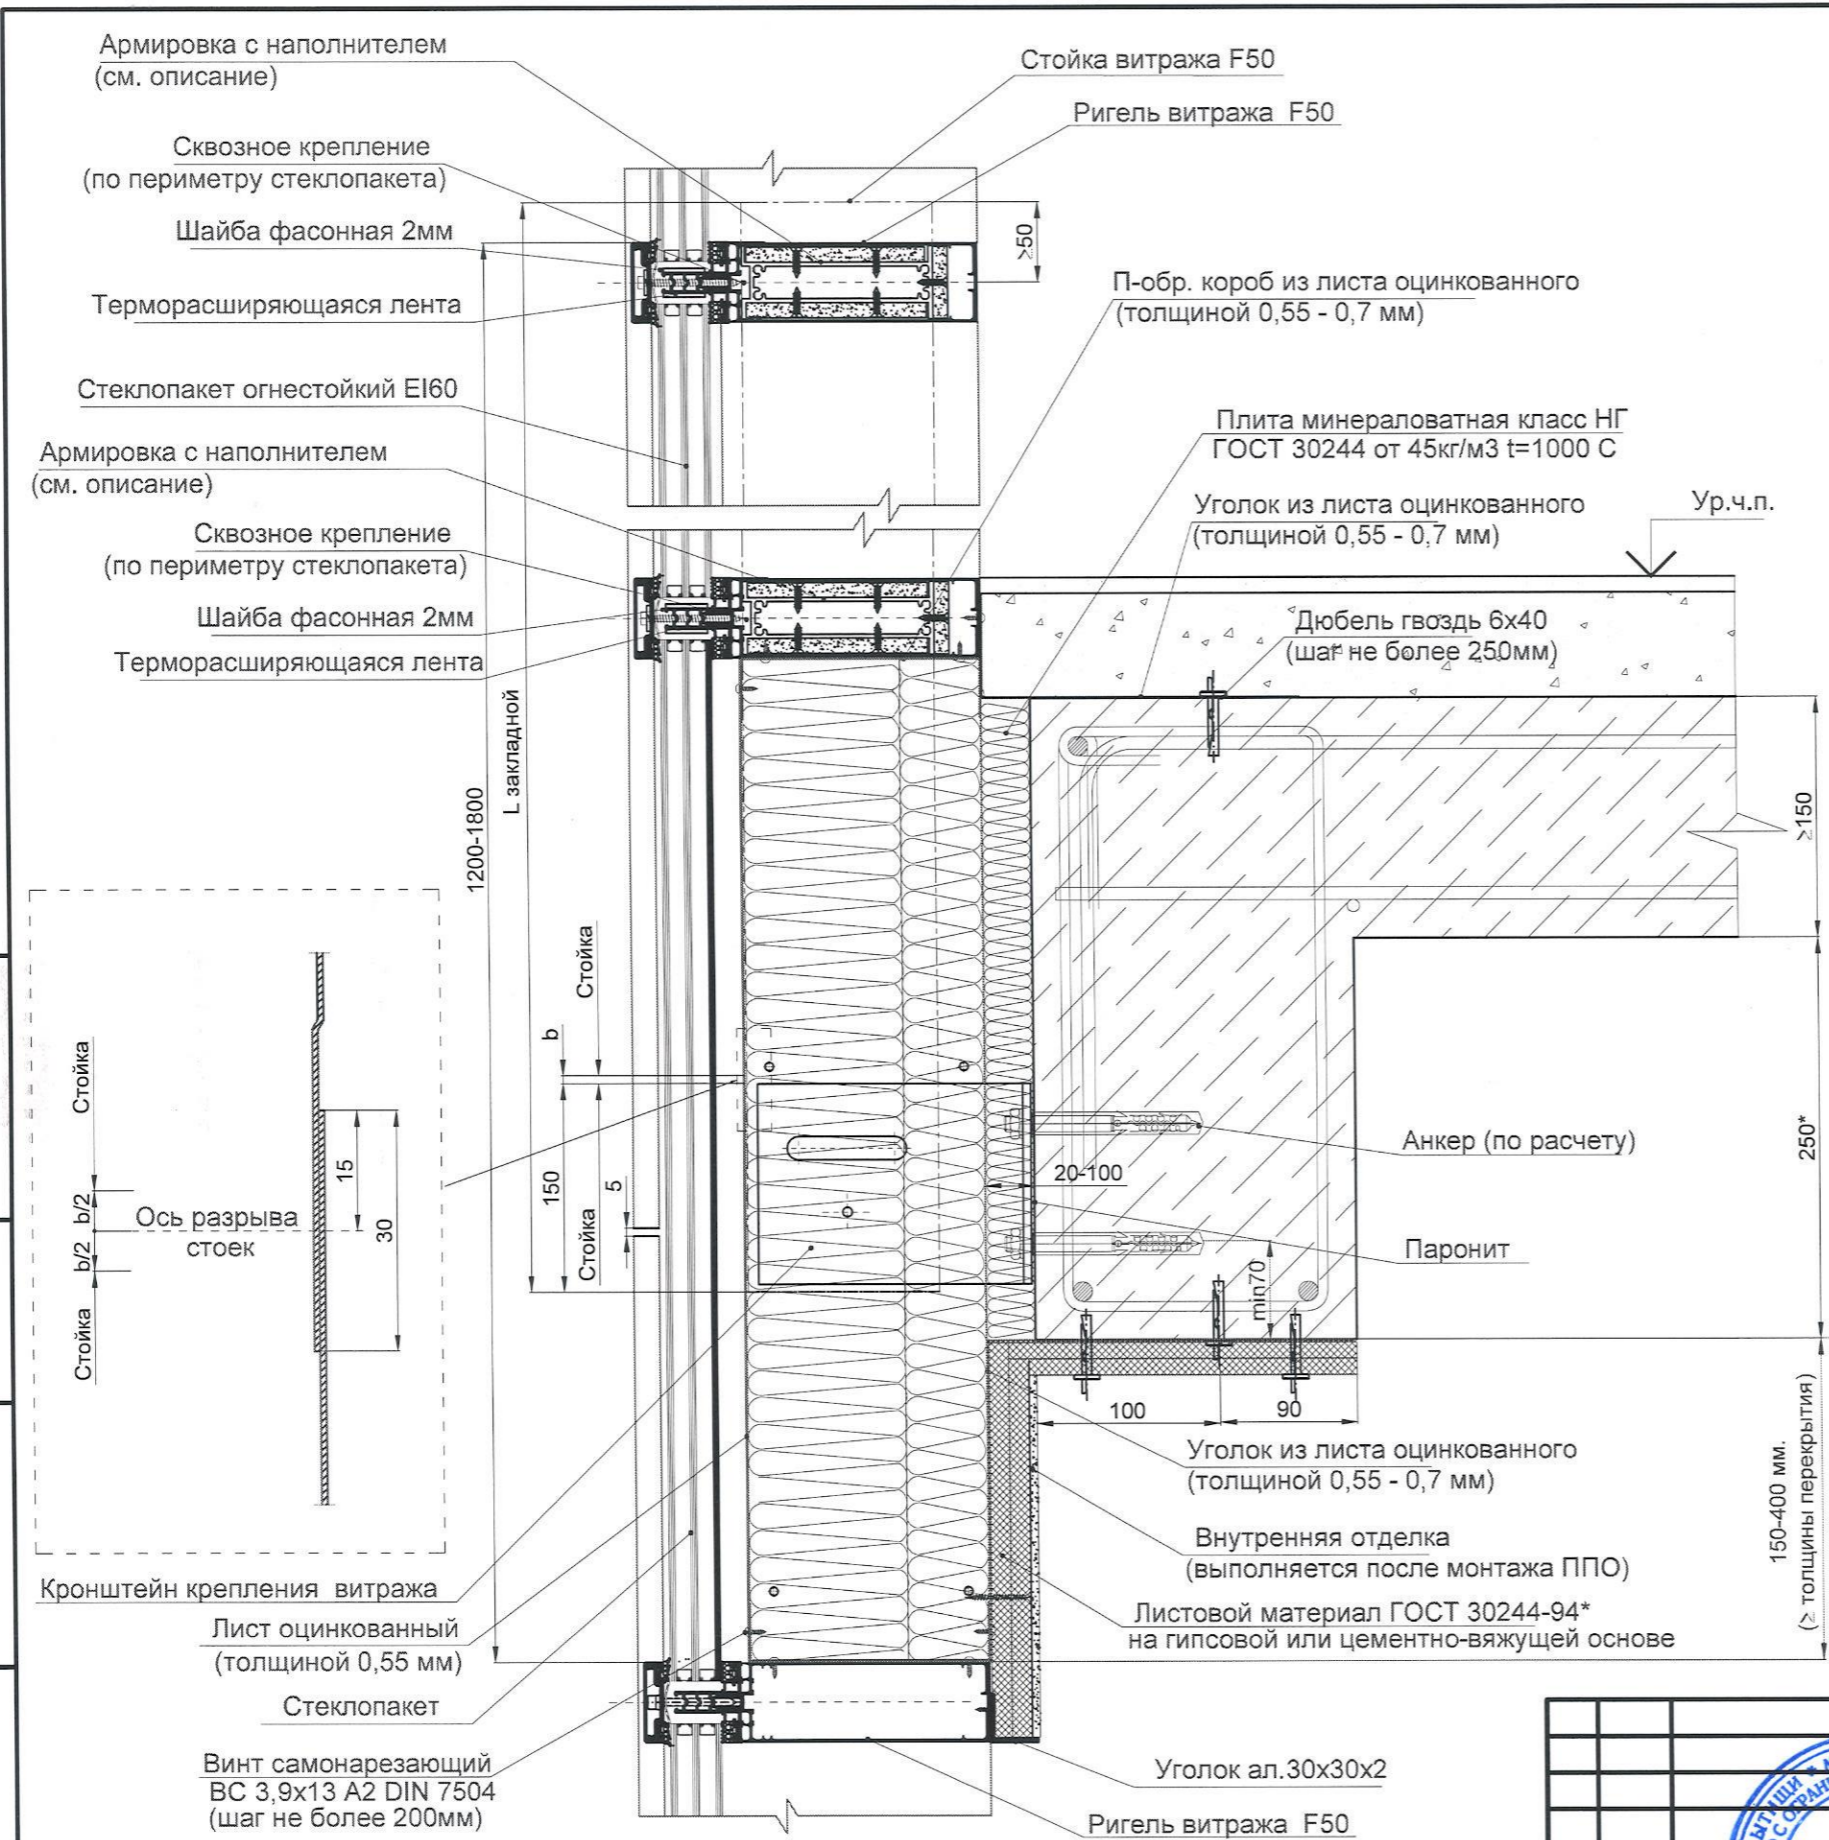 Армировка с наполнителем
(см. описание)
Стойка витража F50
Ригель витража F50
Сквозное крепление
(по периметру стеклопакета)
Шайба фасонная 2мм
≥50
П-обр. короб из листа оцинкованного
(толщиной 0,55 - 0,7 мм)
Терморасширяющаяся лента
Стеклопакет огнестойкий EI60
Плита минераловатная класс НГ
ГОСТ 30244 от 45кг/м3 t=1000 С
Армировка с наполнителем
(см. описание)
Уголок из листа оцинкованного
(толщиной 0,55 - 0,7 мм)
Ур.ч.п.
Сквозное крепление
(по периметру стеклопакета)
Шайба фасонная 2мм
Дюбель гвоздь 6х40
(шаг не более 250мм)
Терморасширяющаяся лента
L закладной
1200-1800
≥150
Стойка
b
Стойка
150
5
Стойка
b/2
b/2
Ось разрыва
стоек
15
30
Стойка
20-100
Анкер (по расчету)
250*
Паронит
min70
100
90
Уголок из листа оцинкованного
(толщиной 0,55 - 0,7 мм)
150-400 мм.
(≥ толщины перекрытия)
Внутренняя отделка
(выполняется после монтажа ППО)
Кронштейн крепления витража
Листовой материал ГОСТ 30244-94*
на гипсовой или цементно-вяжущей основе
Лист оцинкованный
(толщиной 0,55 мм)
Стеклопакет
Винт самонарезающий
ВС 3,9х13 А2 DIN 7504
(шаг не более 200мм)
Уголок ал.30х30х2
Ригель витража F50